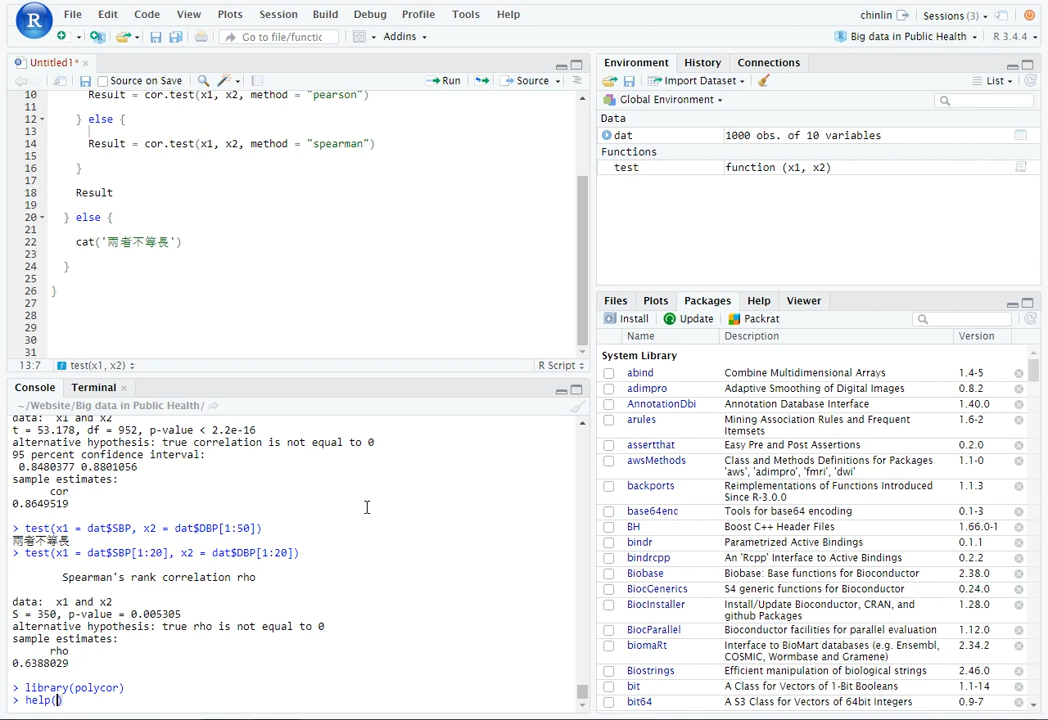 R
File Edit Code View Plots Session Build Debug Profile Tools Help
chinlin Sessions (3)
Go to file/functic Addins
Big data in Public Health R 3.4.4
Untitled1* ×
Source on Save Run Source
10 Result = cor.test(x1, x2, method = "pearson")
11
12 } else {
13
14 Result = cor.test(x1, x2, method = "spearman")
15
16 }
17
18 Result
19
20 } else {
21
22 cat('兩者不等長')
23
24 }
25
26 }
27
28
29
30
31
13:7 test(x1, x2) R Script
Console Terminal ×
~/Website/Big data in Public Health/
data: x1 and x2
t = 53.178, df = 952, p-value < 2.2e-16
alternative hypothesis: true correlation is not equal to 0
95 percent confidence interval:
0.8480377 0.8801056
sample estimates:
cor
0.8649519
> test(x1 = dat$SBP, x2 = dat$DBP[1:50])
兩者不等長
> test(x1 = dat$SBP[1:20], x2 = dat$DBP[1:20])
Spearman's rank correlation rho
data: x1 and x2
S = 350, p-value = 0.005305
alternative hypothesis: true rho is not equal to 0
sample estimates:
rho
0.6388029
> library(polycor)
> help()
Environment History Connections
Import Dataset List
Global Environment
Data
dat 1000 obs. of 10 variables
Functions
test function (x1, x2)
Files Plots Packages Help Viewer
Install Update Packrat
Name Description Version
System Library
abind Combine Multidimensional Arrays 1.4-5
adimpro Adaptive Smoothing of Digital Images 0.8.2
AnnotationDbi Annotation Database Interface 1.40.0
arules Mining Association Rules and Frequent 1.6-2
Itemsets
assertthat Easy Pre and Post Assertions 0.2.0
awsMethods Class and Methods Definitions for Packages 1.1-0
'aws', 'adimpro', 'fmri', 'dwi'
backports Reimplementations of Functions Introduced 1.1.3
Since R-3.0.0
base64enc Tools for base64 encoding 0.1-3
BH Boost C++ Header Files 1.66.0-1
bindr Parametrized Active Bindings 0.1.1
bindrcpp An 'Rcpp' Interface to Active Bindings 0.2.2
Biobase Biobase: Base functions for Bioconductor 2.38.0
BiocGenerics S4 generic functions for Bioconductor 0.24.0
BiocInstaller Install/Update Bioconductor, CRAN, and 1.28.0
github Packages
BiocParallel Bioconductor facilities for parallel evaluation 1.12.0
biomaRt Interface to BioMart databases (e.g. Ensembl, 2.34.2
COSMIC, Wormbase and Gramene)
Biostrings Efficient manipulation of biological strings 2.46.0
bit A Class for Vectors of 1-Bit Booleans 1.1-14
bit64 A S3 Class for Vectors of 64bit Integers 0.9-7